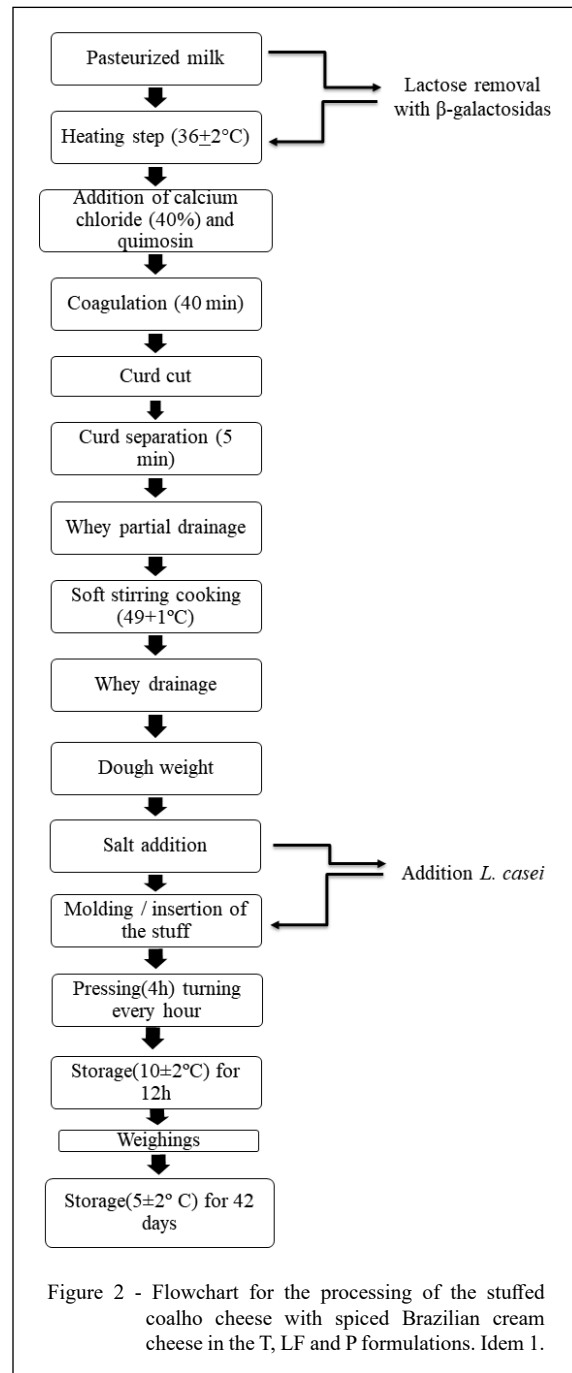 Pasteurized milk
Lactose removal
with β-galactosidas
Heating step (36±2°C)
Addition of calcium
chloride (40%) and
quimosin
Coagulation (40 min)
Curd cut
Curd separation (5
min)
Whey partial drainage
Soft stirring cooking
(49+1ºC)
Whey drainage
Dough weight
Salt addition
Addition L. casei
Molding / insertion of
the stuff
Pressing(4h) turning
every hour
Storage(10±2ºC) for
12h
Weighings
Storage(5±2º C) for 42
days
Figure 2 - Flowchart for the processing of the stuffed
coalho cheese with spiced Brazilian cream
cheese in the T, LF and P formulations. Idem 1.